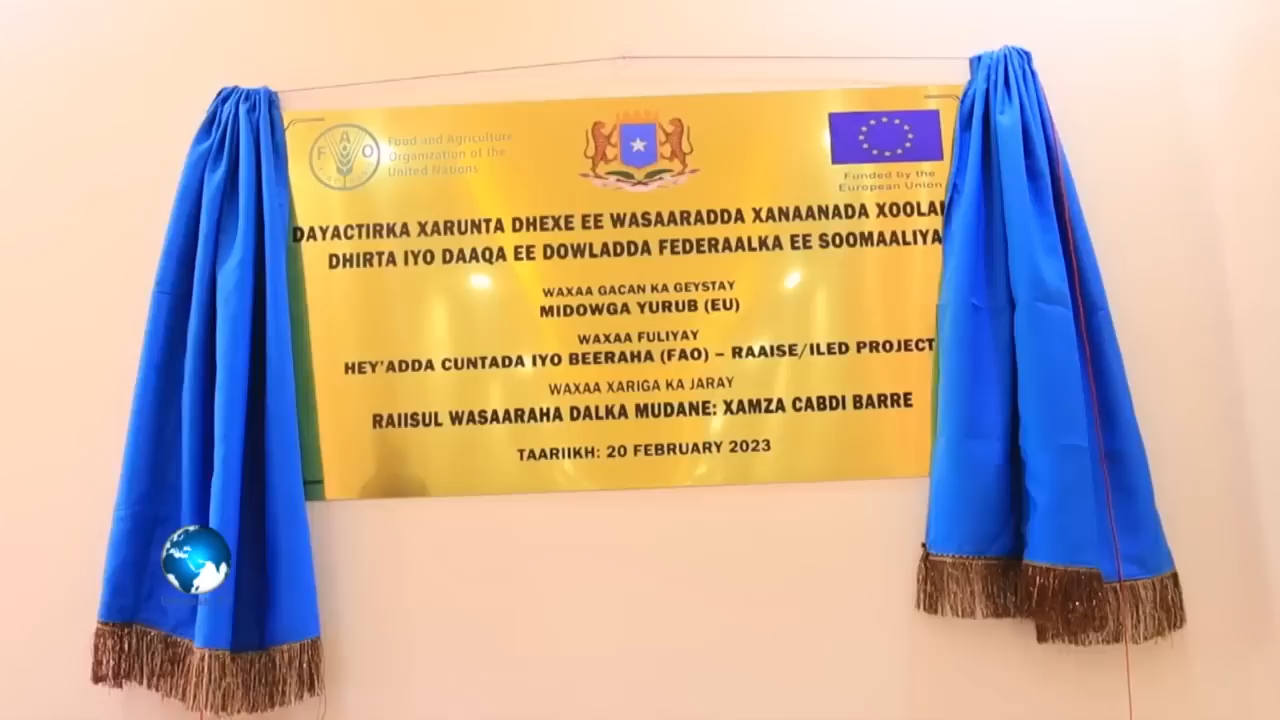 FAO
Food and Agriculture
Organization of the
United Nations
Funded by the
European Union
DAYACTIRKA XARUNTA DHEXE EE WASAARADDA XANAANADA
DHIRTA IYO DAAQA EE DOWLADDA FEDERAALKA EE SOOMAALIYA
WAXAA GACAN KA GEYSTAY
MIDOWGA YURUB (EU)
WAXAA FULIYAY
HEY'ADDA CUNTADA IYO BEERAHA (FAO) – RAAISE/ILED PROJECT
WAXAA XARIGA KA JARAY
RAIISUL WASAARAHA DALKA MUDANE: XAMZA CABDI BARRE
TAARIIKH: 20 FEBRUARY 2023